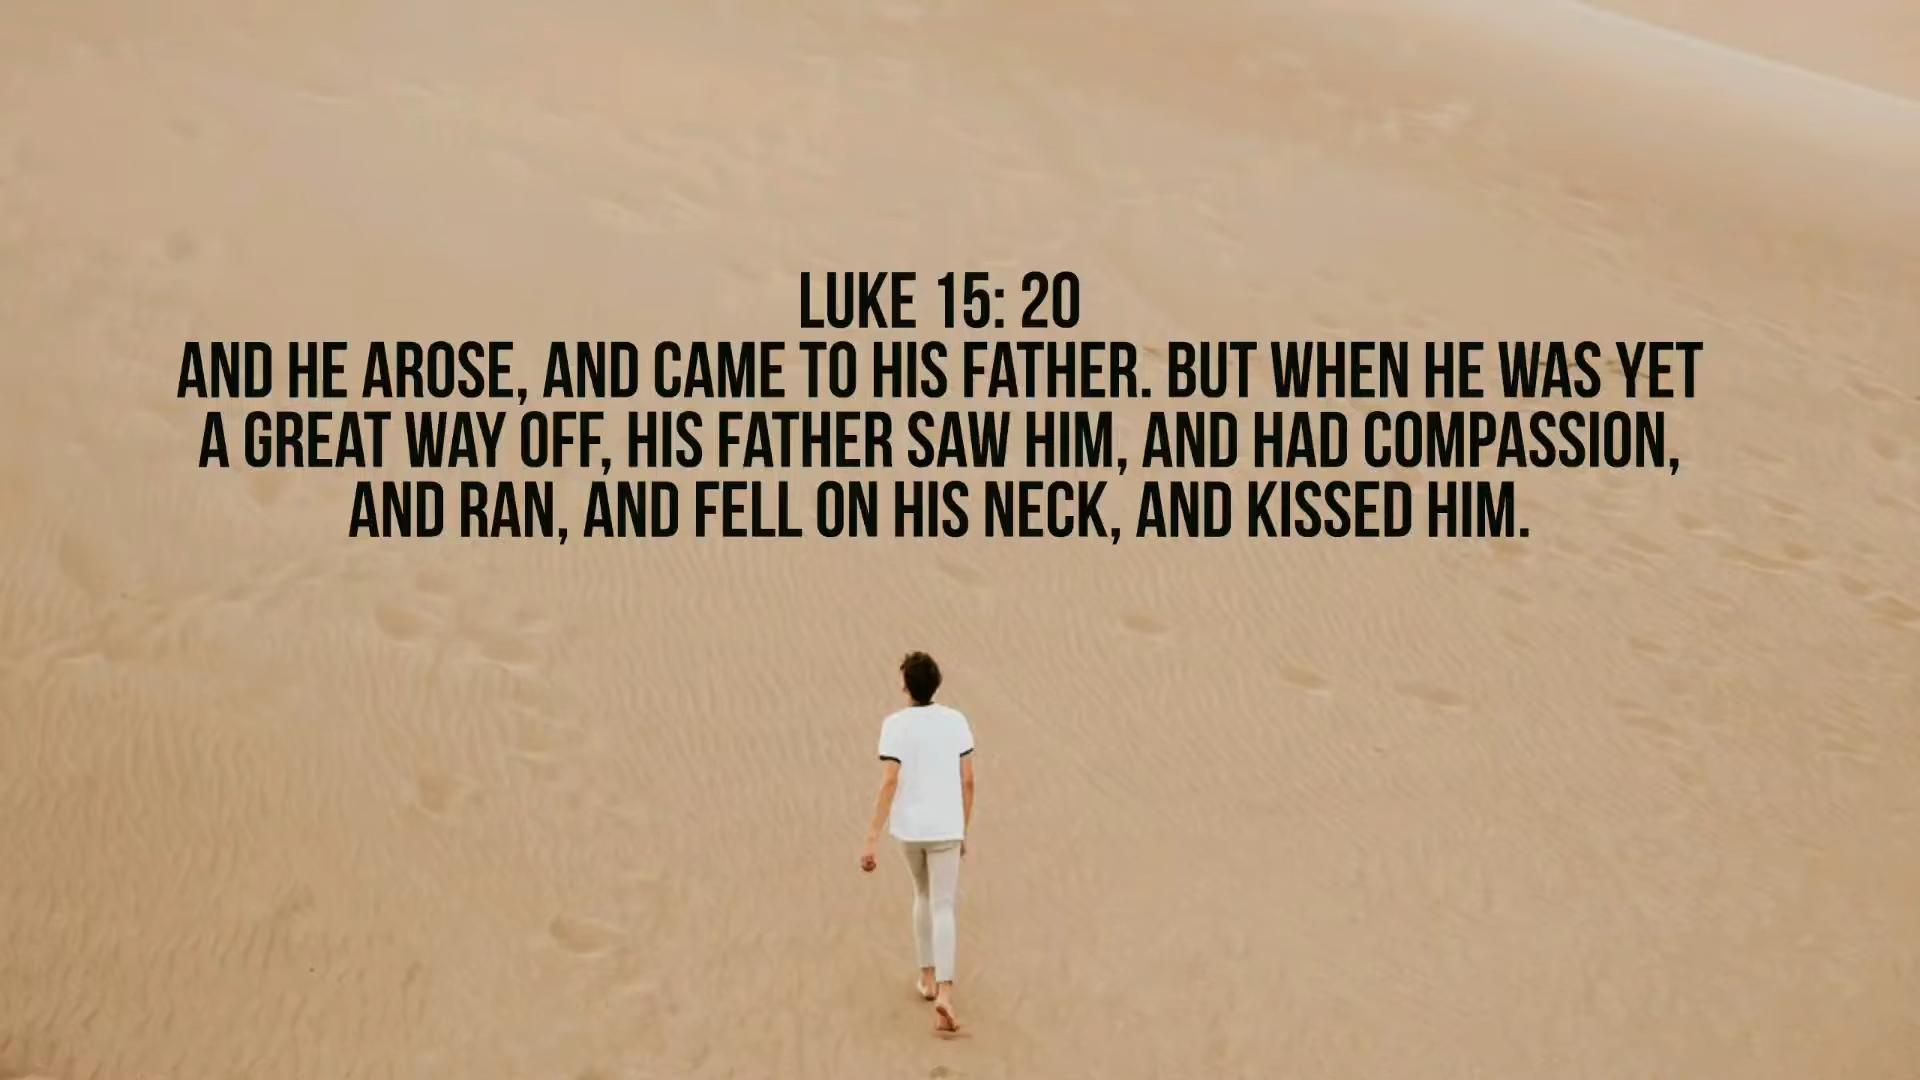 LUKE 15: 20
AND HE AROSE, AND CAME TO HIS FATHER. BUT WHEN HE WAS YET
A GREAT WAY OFF, HIS FATHER SAW HIM, AND HAD COMPASSION,
AND RAN, AND FELL ON HIS NECK, AND KISSED HIM.